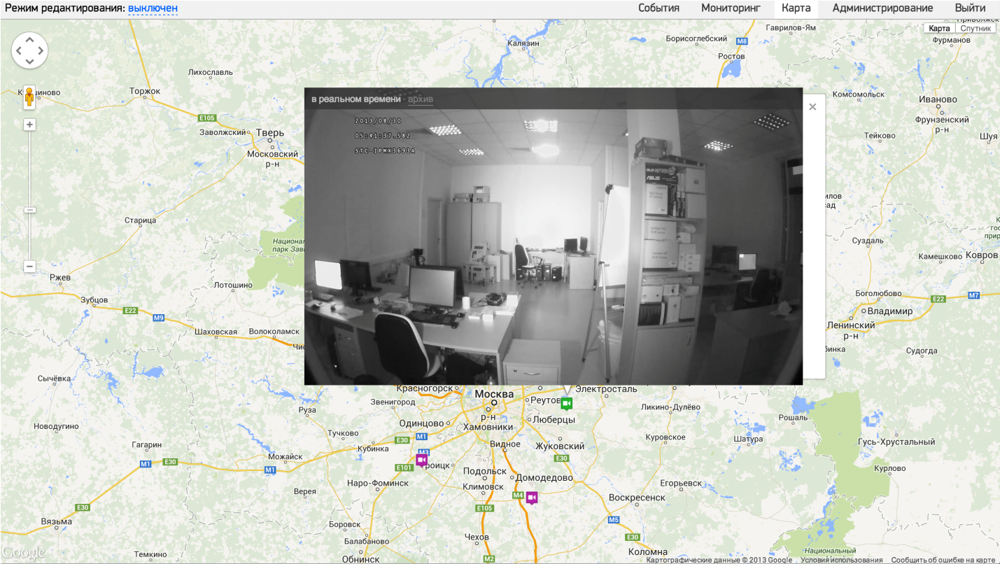 Режим редактирования: выключен
События
Мониторинг
Карта
Администрирование
Выйти
Карта
Спутник
Гаврилов-Ям
Борисоглебский
M8
Фурманов
Калязин
Ростов
Лихославль
Торжок
Комсомольск
Иваново
в реальном времени · архив
Фрунзенский
р-н
E105
2013/08/30
Заволжский
Тверь
05:41:37.582
Тейково
Шуя
STC-IPMX3693A
Московский
р-н
ASUS
Старица
Суздаль
Национал
парк Зави
Камешково
Ковров
Ржев
Лотошино
Зубцов
Боголюбово
E22
M7
E22
M9
Владимир
Шаховская
Волоколамск
Ленинский
р-н
Судогда
Сычёвка
Красногорск
Москва
Электросталь
Звенигород
Реутов
Руза
Ликино-Дулёво
р-н
Хамовники
Люберцы
Рошаль
Новодугино
Одинцово
Тучково
M1
E30
Куровское
Шатура
Гусь-Хрустальный
Гагарин
Кубинка
Видное
Жуковский
M3
M1
E30
Можайск
E30
M1
E101
Троицк
Курлово
Подольск
Домодедово
Наро-Фоминск
Климовск
Егорьевск
Верея
M4
Воскресенск
E30
E105
Вязьма
Боровск
M5
Чехов
E30
Балабаново
Коломна
Национальный
Темкино
Обнинск
M2
Google
Картографические данные © 2013 Google
Условия использования
Сообщить об ошибке на карте